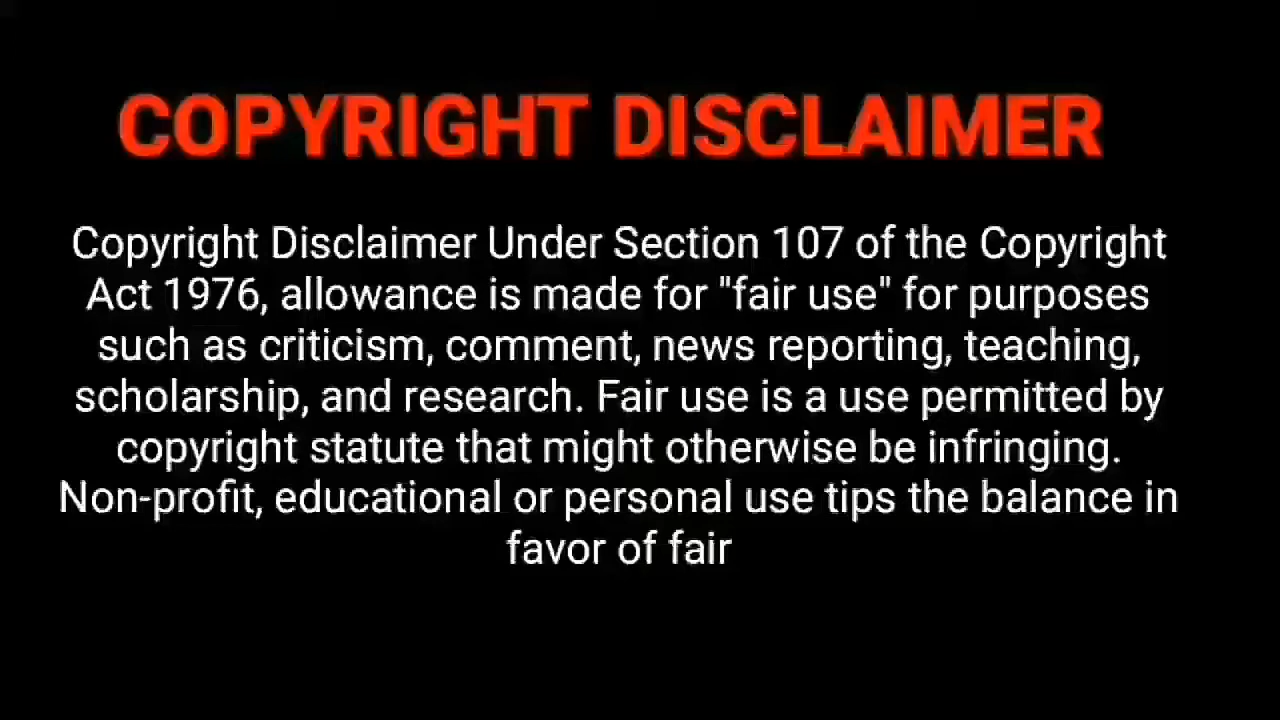 COPYRIGHT DISCLAIMER
Copyright Disclaimer Under Section 107 of the Copyright
Act 1976, allowance is made for "fair use" for purposes
such as criticism, comment, news reporting, teaching,
scholarship, and research. Fair use is a use permitted by
copyright statute that might otherwise be infringing.
Non-profit, educational or personal use tips the balance in
favor of fair